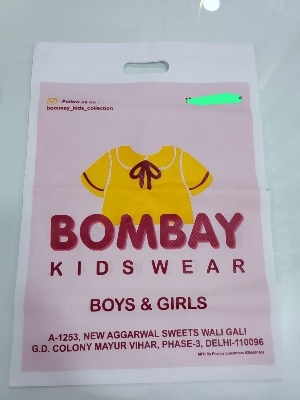 Follow us on :
bommay_kids_collection
BOMBAY
KIDS WEAR
BOYS & GIRLS
A-1253, NEW AGGARWAL SWEETS WALI GALI
G.D. COLONY MAYUR VIHAR, PHASE-3, DELHI-110096